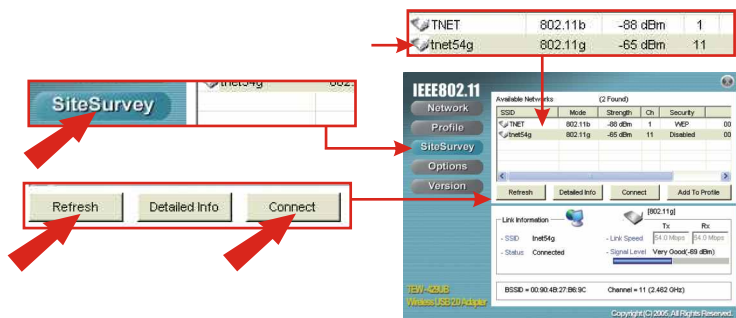 TNET 802.11b -88 dBm 1
tnet54g 802.11g -65 dBm 11
SiteSurvey
Refresh Detailed Info Connect
IEEE802.11
Network
Profile
SiteSurvey
Options
Version
Available Networks (2 Found)
SSID Mode Strength Ch Security
TNET 802.11b -88 dBm 1 WEP 00
tnet54g 802.11g -65 dBm 11 Disabled 00
Refresh Detailed Info Connect Add To Profile
Link Information [802.11g]
Tx Rx
- SSID tnet54g - Link Speed 54.0 Mbps 54.0 Mbps
- Status Connected - Signal Level Very Good(-69 dBm)
BSSID = 00:90:4B:27:B6:9C Channel = 11 (2.462 GHz)
TEW-429UB
Wireless USB 2.0 Adapter
Copyright (C) 2005, All Rights Reserved.